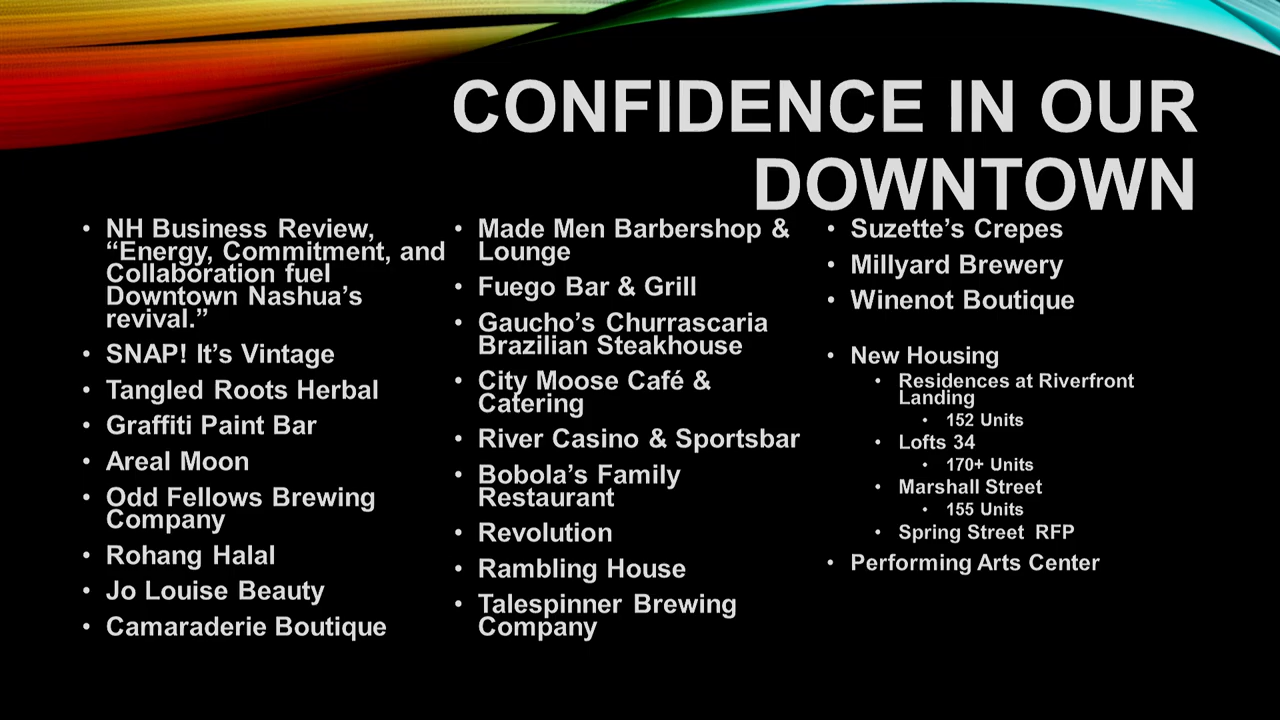 CONFIDENCE IN OUR
DOWNTOWN
• NH Business Review,
“Energy, Commitment, and
Collaboration fuel
Downtown Nashua’s
revival.”
• SNAP! It’s Vintage
• Tangled Roots Herbal
• Graffiti Paint Bar
• Areal Moon
• Odd Fellows Brewing
Company
• Rohang Halal
• Jo Louise Beauty
• Camaraderie Boutique
• Made Men Barbershop &
Lounge
• Fuego Bar & Grill
• Gaucho’s Churrascaria
Brazilian Steakhouse
• City Moose Café &
Catering
• River Casino & Sportsbar
• Bobola’s Family
Restaurant
• Revolution
• Rambling House
• Talespinner Brewing
Company
• Suzette’s Crepes
• Millyard Brewery
• Winenot Boutique
• New Housing
• Residences at Riverfront
Landing
• 152 Units
• Lofts 34
• 170+ Units
• Marshall Street
• 155 Units
• Spring Street RFP
• Performing Arts Center